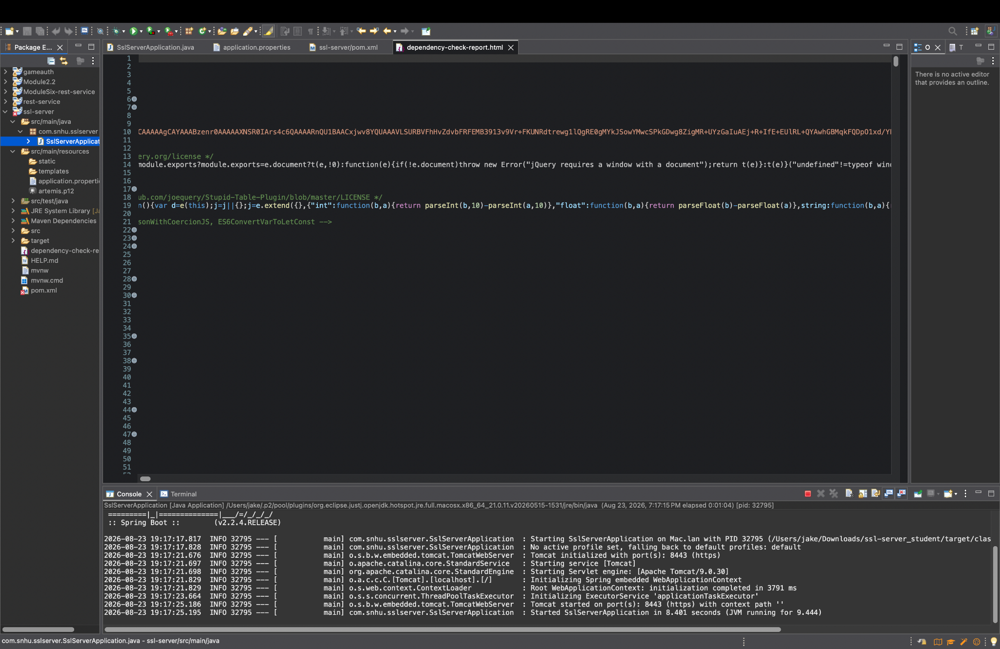 Package E...
SslServerApplication.java
application.properties
ssl-server/pom.xml
dependency-check-report.html
O
T
There is no active editor
that provides an outline.
gameauth
Module2.2
ModuleSix-rest-service
rest-service
ssl-server
src/main/java
com.snhu.sslserver
SslServerApplicat
src/main/resources
static
templates
application.properti
artemis.p12
src/test/java
JRE System Library [Ja
Maven Dependencies
src
target
dependency-check-re
HELP.md
mvnw
mvnw.cmd
pom.xml
1
2
3
4
5
6
7
8
9
10 CAAAAAgCAYAAABzenr0AAAAAXNSR0IArs4c6QAAAARnQU1BAACxjwv8YQUAAAVLSURBVFhHvZdvbFRFEMB3913v9Vr+FKUNRdtrewg1lQgRE0gMYkJSowYMwcSPkGDwg8ZigMR+UYzGaIuAEj+R+IfE+EUlRL+QYAwhGBMqkFQDpO1xd/Y
11
12
13 ery.org/license */
14 module.exports?module.exports=e.document?t(e,!0):function(e){if(!e.document)throw new Error("jQuery requires a window with a document");return t(e)}:t(e)}("undefined"!=typeof wind
15
16
17
18 ub.com/joequery/Stupid-Table-Plugin/blob/master/LICENSE */
19 n(){var d=e(this);j=j||{};j=e.extend({},{"int":function(b,a){return parseInt(b,10)-parseInt(a,10)},"float":function(b,a){return parseFloat(b)-parseFloat(a)},string:function(b,a){
20
21 sonWithCoercionJS, ES6ConvertVarToLetConst -->
22
23
24
25
26
27
28
29
30
31
32
33
34
35
36
37
38
39
40
41
42
43
44
45
46
47
48
49
50
51
Console
Terminal
SslServerApplication [Java Application] /Users/jake/.p2/pool/plugins/org.eclipse.justj.openjdk.hotspot.jre.full.macosx.x86_64_21.0.11.v20260515-1531/jre/bin/java (Aug 23, 2026, 7:17:15 PM elapsed 0:01:04) [pid: 32795]
=========|_|==============|___/=/_/_/_/
:: Spring Boot ::        (v2.2.4.RELEASE)
2026-08-23 19:17:17.817  INFO 32795 --- [           main] com.snhu.sslserver.SslServerApplication  : Starting SslServerApplication on Mac.lan with PID 32795 (/Users/jake/Downloads/ssl-server_student/target/clas
2026-08-23 19:17:17.828  INFO 32795 --- [           main] com.snhu.sslserver.SslServerApplication  : No active profile set, falling back to default profiles: default
2026-08-23 19:17:21.676  INFO 32795 --- [           main] o.s.b.w.embedded.tomcat.TomcatWebServer  : Tomcat initialized with port(s): 8443 (https)
2026-08-23 19:17:21.697  INFO 32795 --- [           main] o.apache.catalina.core.StandardService   : Starting service [Tomcat]
2026-08-23 19:17:21.698  INFO 32795 --- [           main] org.apache.catalina.core.StandardEngine  : Starting Servlet engine: [Apache Tomcat/9.0.30]
2026-08-23 19:17:21.829  INFO 32795 --- [           main] o.a.c.c.C.[Tomcat].[localhost].[/]       : Initializing Spring embedded WebApplicationContext
2026-08-23 19:17:21.829  INFO 32795 --- [           main] o.s.web.context.ContextLoader            : Root WebApplicationContext: initialization completed in 3791 ms
2026-08-23 19:17:23.664  INFO 32795 --- [           main] o.s.s.concurrent.ThreadPoolTaskExecutor  : Initializing ExecutorService 'applicationTaskExecutor'
2026-08-23 19:17:25.186  INFO 32795 --- [           main] o.s.b.w.embedded.tomcat.TomcatWebServer  : Tomcat started on port(s): 8443 (https) with context path ''
2026-08-23 19:17:25.195  INFO 32795 --- [           main] com.snhu.sslserver.SslServerApplication  : Started SslServerApplication in 8.401 seconds (JVM running for 9.444)
com.snhu.sslserver.SslServerApplication.java - ssl-server/src/main/java